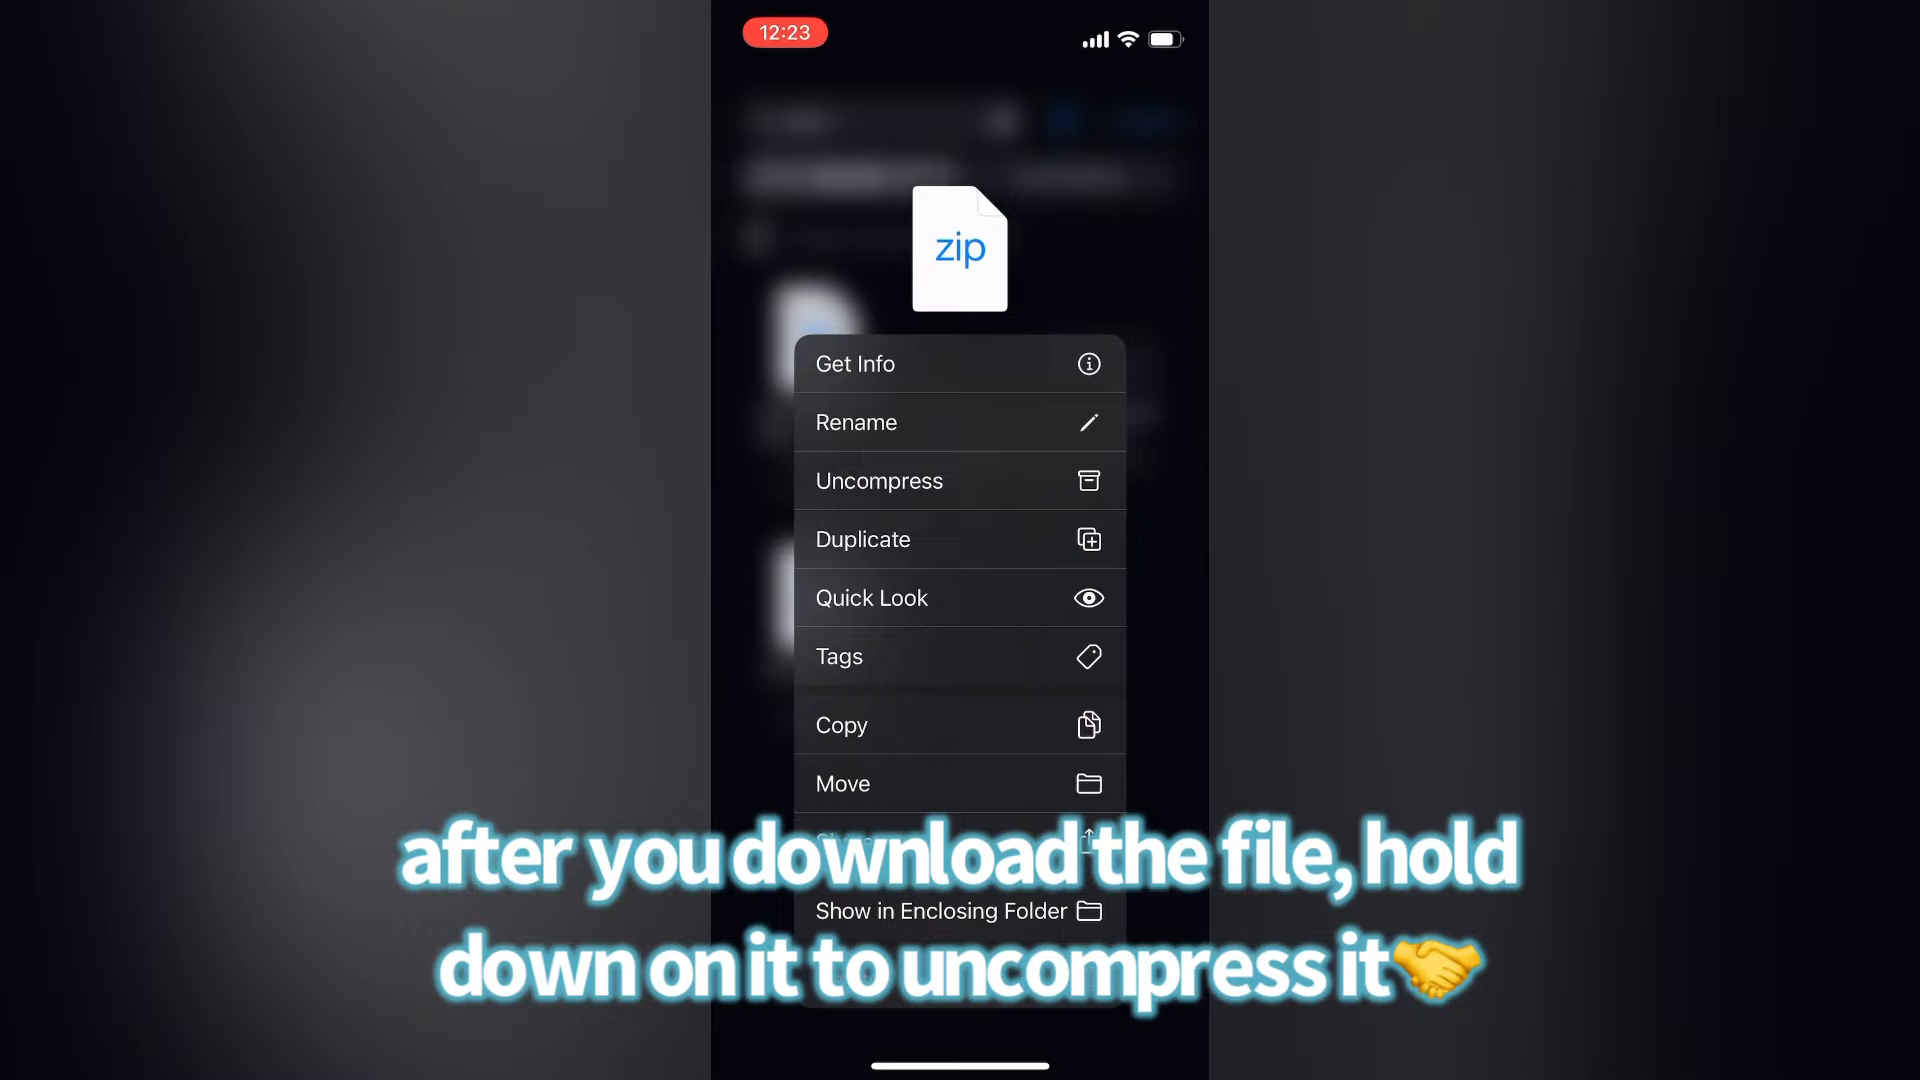 12:23
zip
Get Info
Rename
Uncompress
Duplicate
Quick Look
Tags
Copy
Move
after you download the file, hold
Show in Enclosing Folder
down on it to uncompress it🤝